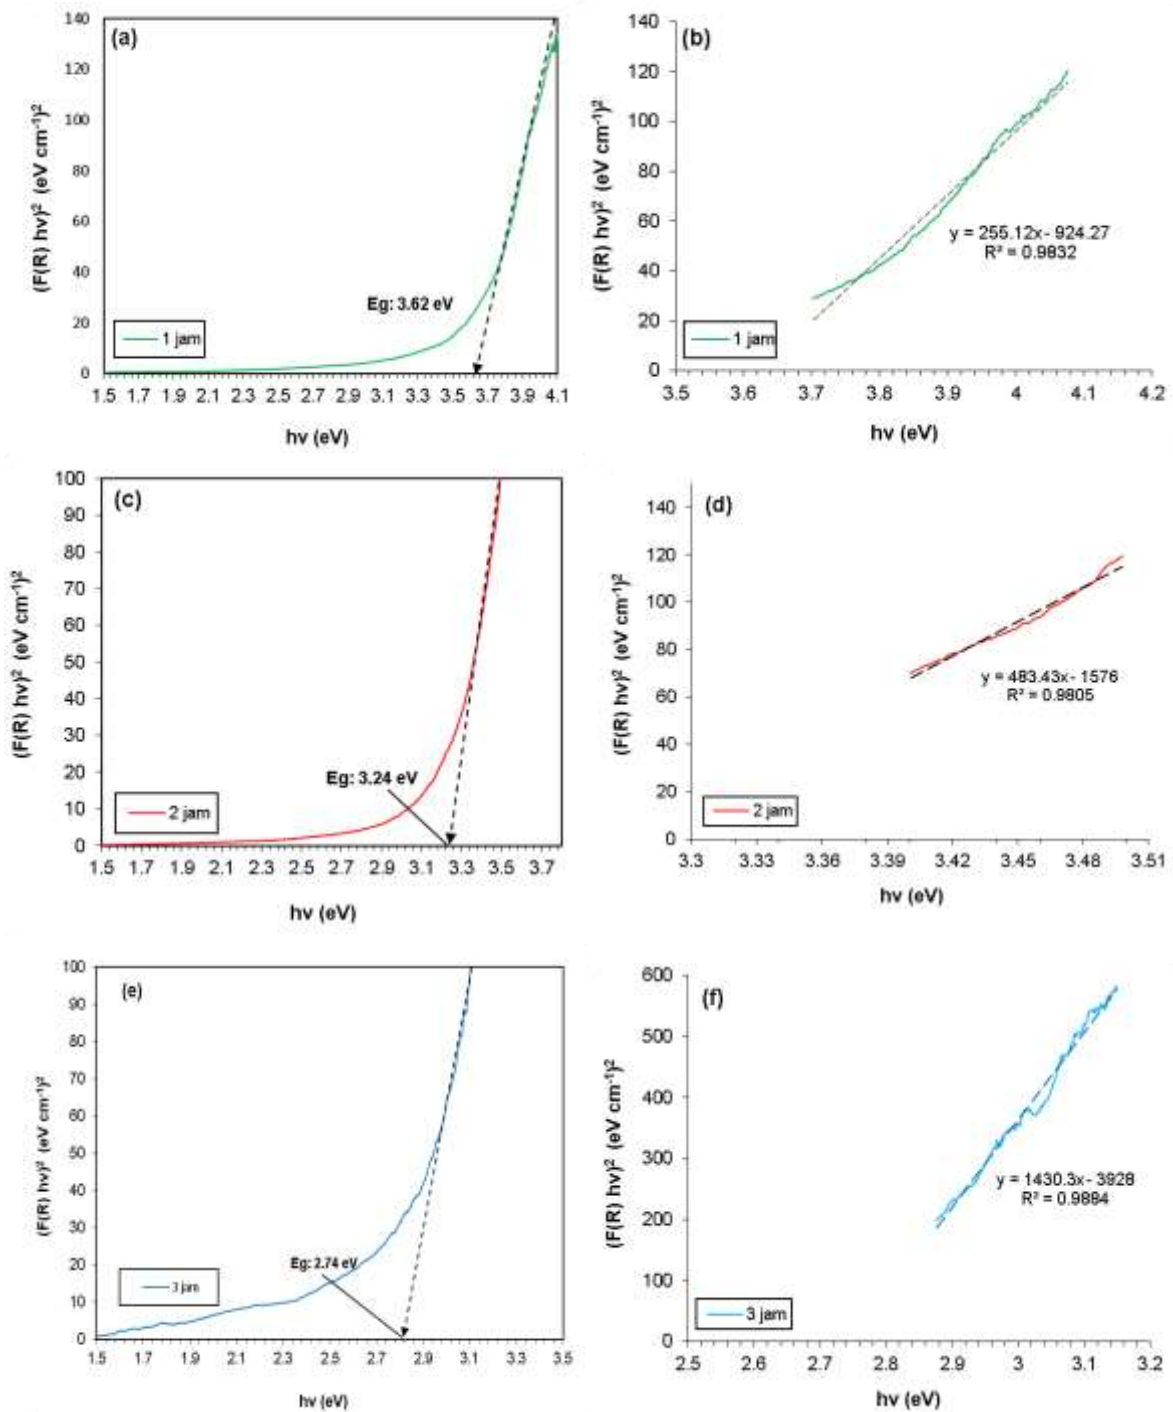 (a)
(F(R) hv)² (eV cm⁻¹)²
140
120
100
80
60
40
20
0
Eg: 3.62 eV
1 jam
1.5 1.7 1.9 2.1 2.3 2.5 2.7 2.9 3.1 3.3 3.5 3.7 3.9 4.1
hv (eV)
(b)
(F(R) hv)² (eV cm⁻¹)²
140
120
100
80
60
40
20
0
y = 255.12x - 924.27
R² = 0.9832
1 jam
3.5 3.6 3.7 3.8 3.9 4 4.1 4.2
hv (eV)
(c)
(F(R) hv)² (eV cm⁻¹)²
100
90
80
70
60
50
40
30
20
10
0
Eg: 3.24 eV
2 jam
1.5 1.7 1.9 2.1 2.3 2.5 2.7 2.9 3.1 3.3 3.5 3.7
hv (eV)
(d)
(F(R) hv)² (eV cm⁻¹)²
140
120
100
80
60
40
20
0
y = 483.43x - 1576
R² = 0.9805
2 jam
3.3 3.33 3.36 3.39 3.42 3.45 3.48 3.51
hv (eV)
(e)
(F(R) hv)² (eV cm⁻¹)²
100
90
80
70
60
50
40
30
20
10
0
Eg: 2.74 eV
3 jam
1.5 1.7 1.9 2.1 2.3 2.5 2.7 2.9 3.1 3.3 3.5
hv (eV)
(f)
(F(R) hv)² (eV cm⁻¹)²
600
500
400
300
200
100
0
y = 1430.3x - 3928
R² = 0.9884
3 jam
2.5 2.6 2.7 2.8 2.9 3 3.1 3.2
hv (eV)